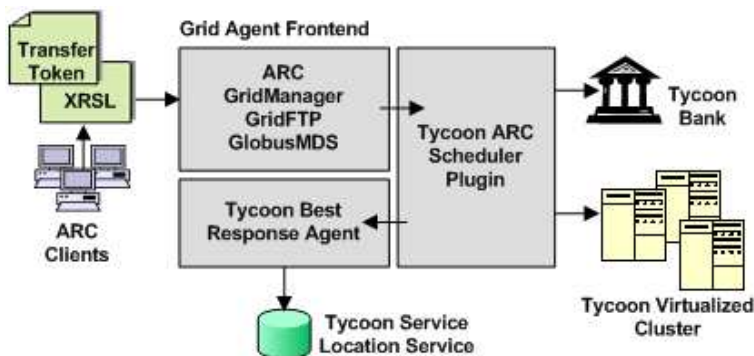 Grid Agent Frontend
Transfer
Token
XRSL
ARC
Clients
ARC
GridManager
GridFTP
GlobusMDS
Tycoon Best
Response Agent
Tycoon ARC
Scheduler
Plugin
Tycoon
Bank
Tycoon Virtualized
Cluster
Tycoon Service
Location Service